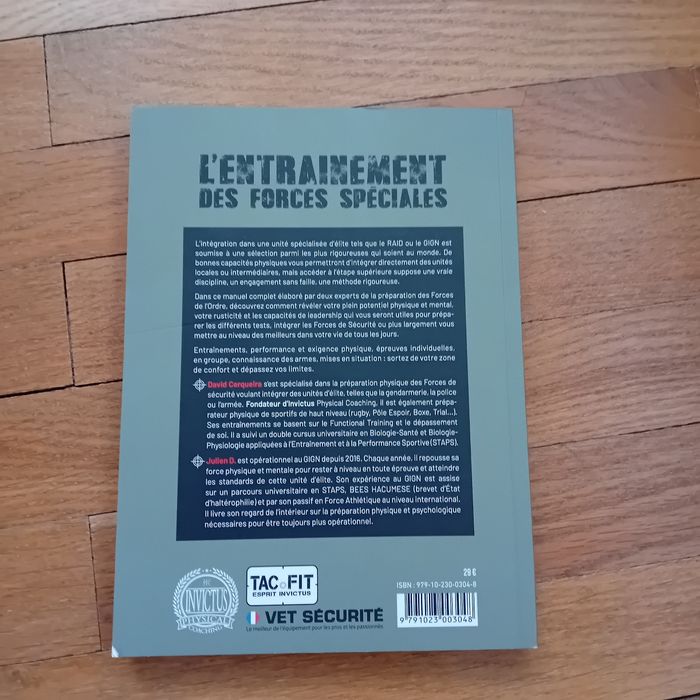 L'ENTRAINEMENT
DES FORCES SPÉCIALES
L'intégration dans une unité spécialisée d'élite tels que le RAID ou le GIGN est
soumise à une sélection parmi les plus rigoureuses qui soient au monde. De
bonnes capacités physiques vous permettront d'intégrer directement des unités
locales ou intermédiaires, mais accéder à l'étape supérieure suppose une vraie
discipline, un engagement sans faille, une méthode rigoureuse.
Dans ce manuel complet élaboré par deux experts de la préparation des Forces
de l'Ordre, découvrez comment révéler votre plein potentiel physique et mental,
votre rusticité et les capacités de leadership qui vous seront utiles pour prépa-
rer les différents tests, intégrer les Forces de Sécurité ou plus largement vous
mettre au niveau des meilleurs dans votre vie de tous les jours.
Entrainements, performance et exigence physique, épreuves individuelles,
en groupe, connaissance des armes, mises en situation : sortez de votre zone
de confort et dépassez vos limites.
David Cerqueira s'est spécialisé dans la préparation physique des Forces de
sécurité voulant intégrer des unités d'élite, telles que la gendarmerie, la police
ou l'armée. Fondateur d'Invictus Physical Coaching, il est également prépa-
rateur physique de sportifs de haut niveau (rugby, Pôle Espoir, Boxe, Trial...).
Ses entrainements se basent sur le Functional Training et le dépassement
de soi. Il a suivi un double cursus universitaire en Biologie-Santé et Biologie-
Physiologie appliquées à l'Entrainement et à la Performance Sportive (STAPS).
Julien D. est opérationnel au GIGN depuis 2016. Chaque année, il repousse sa
force physique et mentale pour rester à niveau en toute épreuve et atteindre
les standards de cette unité d'élite. Son expérience au GIGN est assise
sur un parcours universitaire en STAPS, BEES HACUMESE (brevet d'État
d'haltérophilie) et par son passif en Force Athlétique au niveau international.
Il livre son regard de l'intérieur sur la préparation physique et psychologique
nécessaires pour être toujours plus opérationnel.
INVICTUS
PHYSICAL
COACHING
TAC FIT
ESPRIT INVICTUS
VET SÉCURITÉ
Le meilleur de l'équipement pour les pros et les passionnés
29 €
ISBN : 979-10-230-0304-8
9 791023 003048